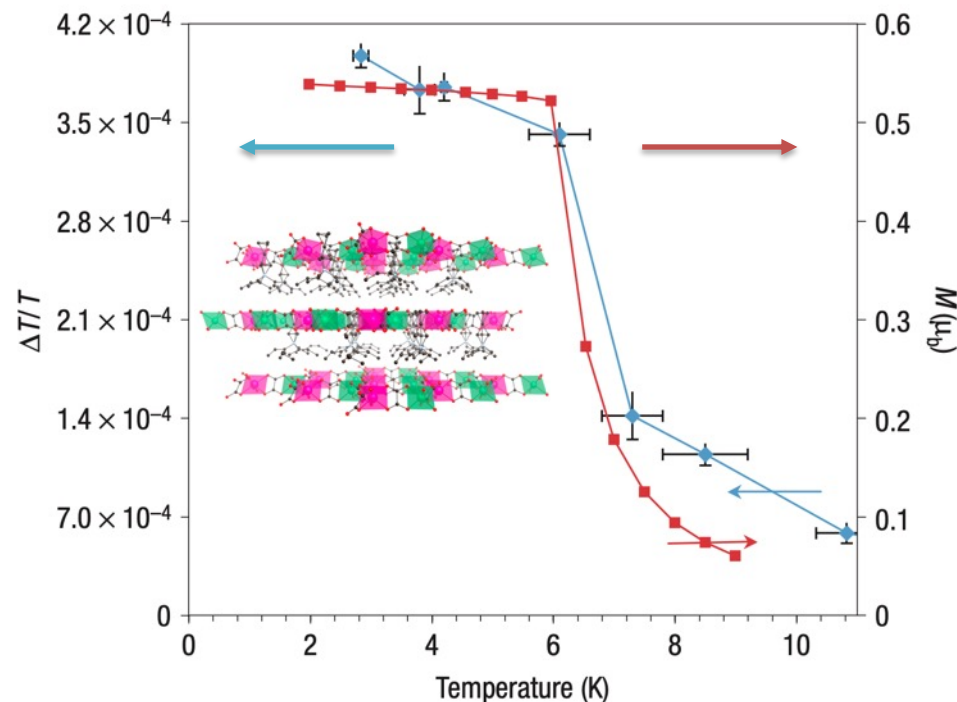 4.2 × 10⁻⁴
3.5 × 10⁻⁴
2.8 × 10⁻⁴
2.1 × 10⁻⁴
1.4 × 10⁻⁴
7.0 × 10⁻⁴
0
ΔT/T
0.6
0.5
0.4
0.3
0.2
0.1
0
M (μb)
0 2 4 6 8 10
Temperature (K)